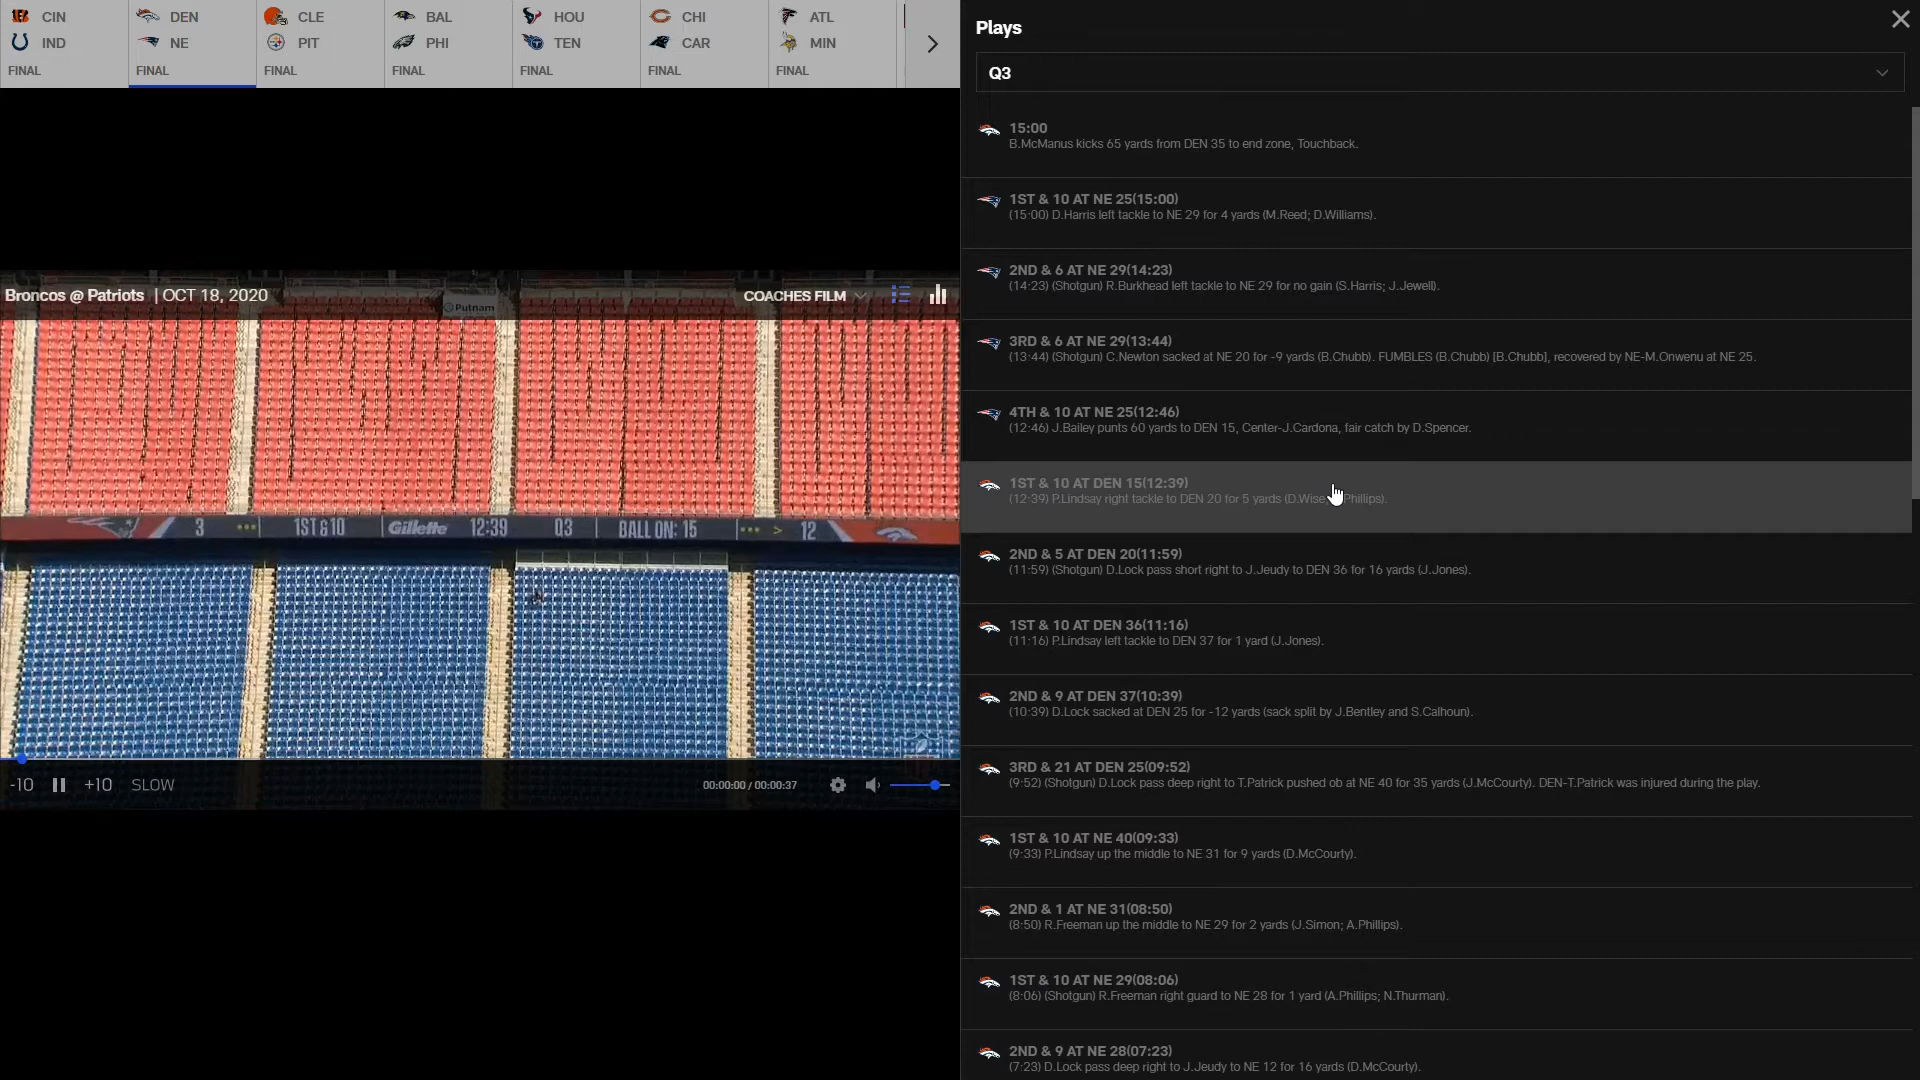 CIN
IND
FINAL
DEN
NE
FINAL
CLE
PIT
FINAL
BAL
PHI
FINAL
HOU
TEN
FINAL
CHI
CAR
FINAL
ATL
MIN
FINAL
Broncos @ Patriots | OCT 18, 2020
COACHES FILM
Putnam
3 1ST&10 Gillette 12:39 Q3 BALL ON: 15 > 12
-10 +10 SLOW 00:00:00 / 00:00:37
Plays
Q3
15:00
B.McManus kicks 65 yards from DEN 35 to end zone, Touchback.
1ST & 10 AT NE 25(15:00)
(15:00) D.Harris left tackle to NE 29 for 4 yards (M.Reed; D.Williams).
2ND & 6 AT NE 29(14:23)
(14:23) (Shotgun) R.Burkhead left tackle to NE 29 for no gain (S.Harris; J.Jewell).
3RD & 6 AT NE 29(13:44)
(13:44) (Shotgun) C.Newton sacked at NE 20 for -9 yards (B.Chubb). FUMBLES (B.Chubb) [B.Chubb], recovered by NE-M.Onwenu at NE 25.
4TH & 10 AT NE 25(12:46)
(12:46) J.Bailey punts 60 yards to DEN 15, Center-J.Cardona, fair catch by D.Spencer.
1ST & 10 AT DEN 15(12:39)
(12:39) P.Lindsay right tackle to DEN 20 for 5 yards (D.Wise Phillips).
2ND & 5 AT DEN 20(11:59)
(11:59) (Shotgun) D.Lock pass short right to J.Jeudy to DEN 36 for 16 yards (J.Jones).
1ST & 10 AT DEN 36(11:16)
(11:16) P.Lindsay left tackle to DEN 37 for 1 yard (J.Jones).
2ND & 9 AT DEN 37(10:39)
(10:39) D.Lock sacked at DEN 25 for -12 yards (sack split by J.Bentley and S.Calhoun).
3RD & 21 AT DEN 25(09:52)
(9:52) (Shotgun) D.Lock pass deep right to T.Patrick pushed ob at NE 40 for 35 yards (J.McCourty). DEN-T.Patrick was injured during the play.
1ST & 10 AT NE 40(09:33)
(9:33) P.Lindsay up the middle to NE 31 for 9 yards (D.McCourty).
2ND & 1 AT NE 31(08:50)
(8:50) R.Freeman up the middle to NE 29 for 2 yards (J.Simon; A.Phillips).
1ST & 10 AT NE 29(08:06)
(8:06) (Shotgun) R.Freeman right guard to NE 28 for 1 yard (A.Phillips; N.Thurman).
2ND & 9 AT NE 28(07:23)
(7:23) D.Lock pass deep right to J.Jeudy to NE 12 for 16 yards (D.McCourty).